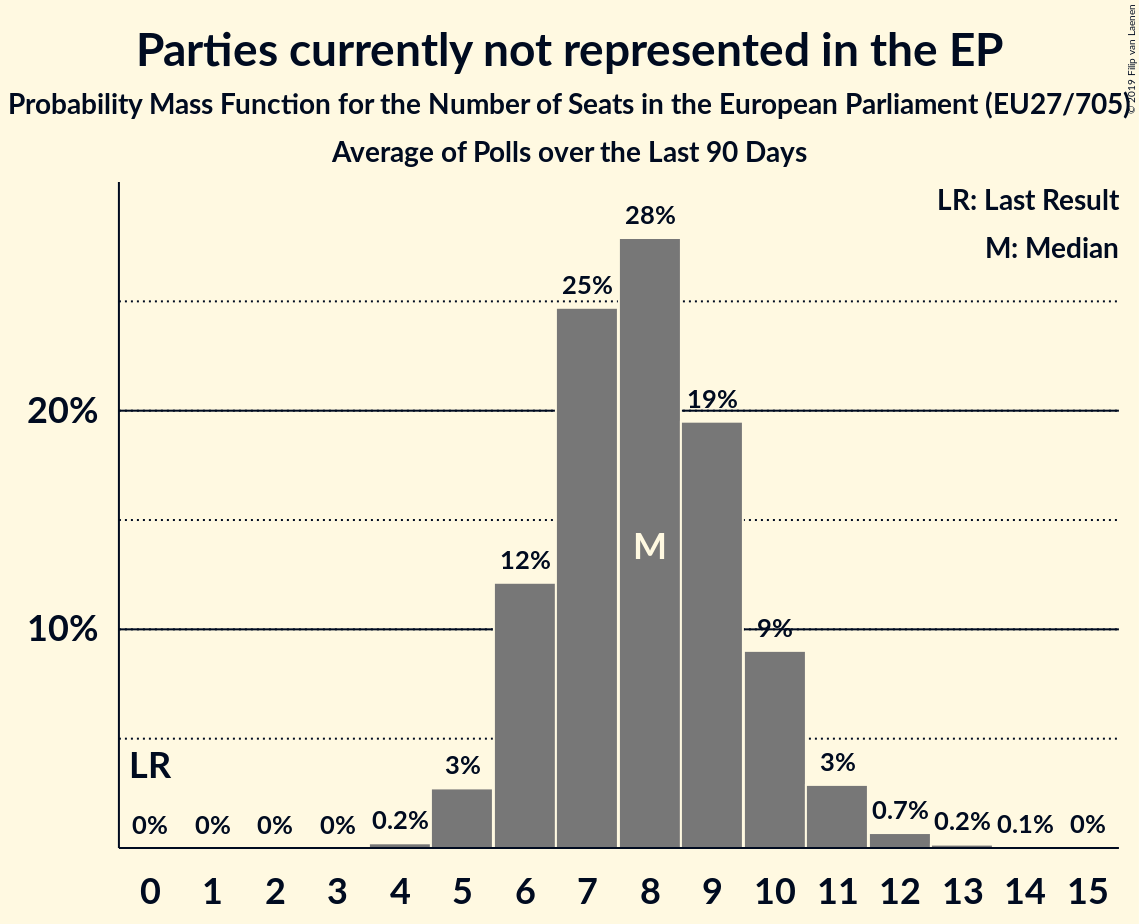 Parties currently not represented in the EP
Probability Mass Function for the Number of Seats in the European Parliament (EU27/705)
Average of Polls over the Last 90 Days
© 2019 Filip van Laenen
LR: Last Result
M: Median
28%
25%
20%
19%
M
12%
10%
9%
LR
3%
3%
0% 0% 0% 0% 0.2% 0.7% 0.2% 0.1% 0%
0 1 2 3 4 5 6 7 8 9 10 11 12 13 14 15